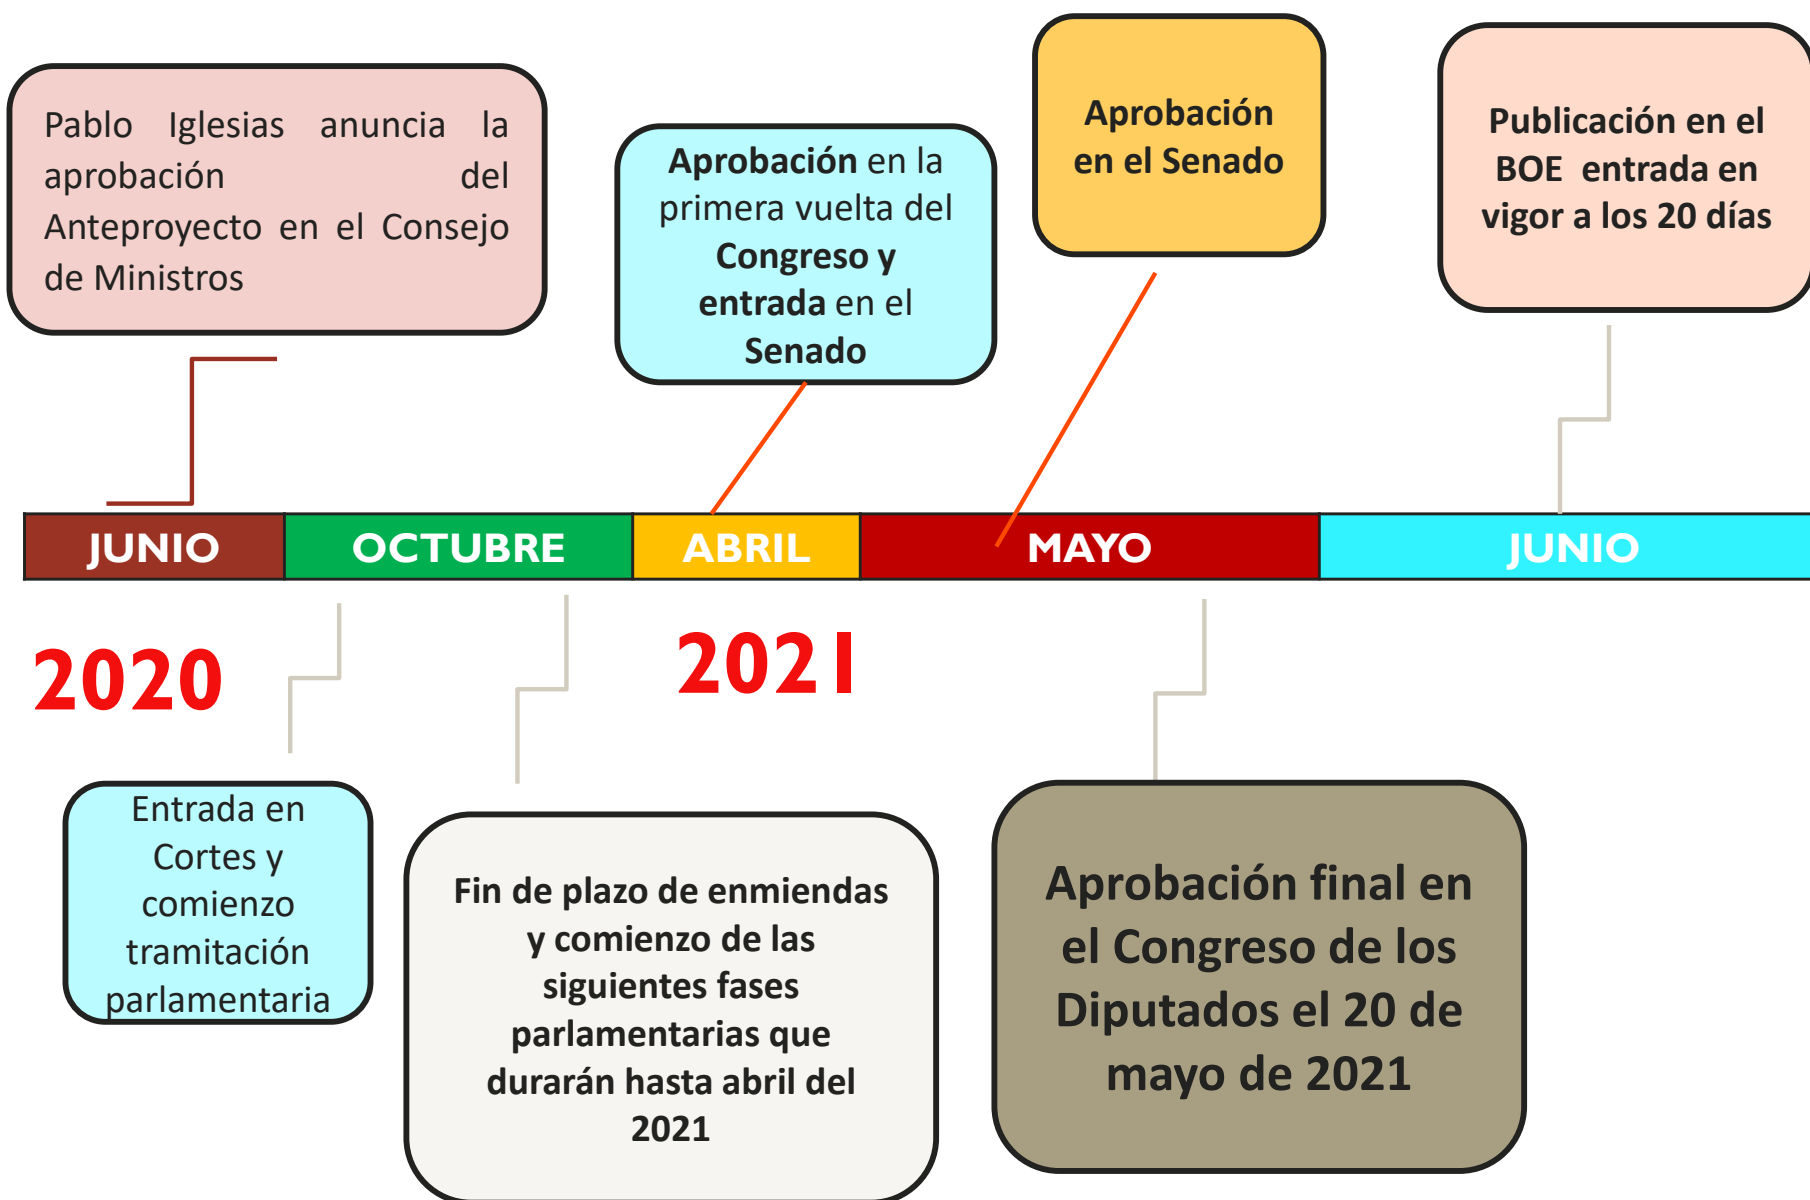 Pablo Iglesias anuncia la
aprobación del
Anteproyecto en el Consejo
de Ministros
Aprobación en la
primera vuelta del
Congreso y
entrada en el
Senado
Aprobación
en el Senado
Publicación en el
BOE entrada en
vigor a los 20 días
JUNIO
OCTUBRE
ABRIL
MAYO
JUNIO
2020
2021
Entrada en
Cortes y
comienzo
tramitación
parlamentaria
Fin de plazo de enmiendas
y comienzo de las
siguientes fases
parlamentarias que
durarán hasta abril del
2021
Aprobación final en
el Congreso de los
Diputados el 20 de
mayo de 2021